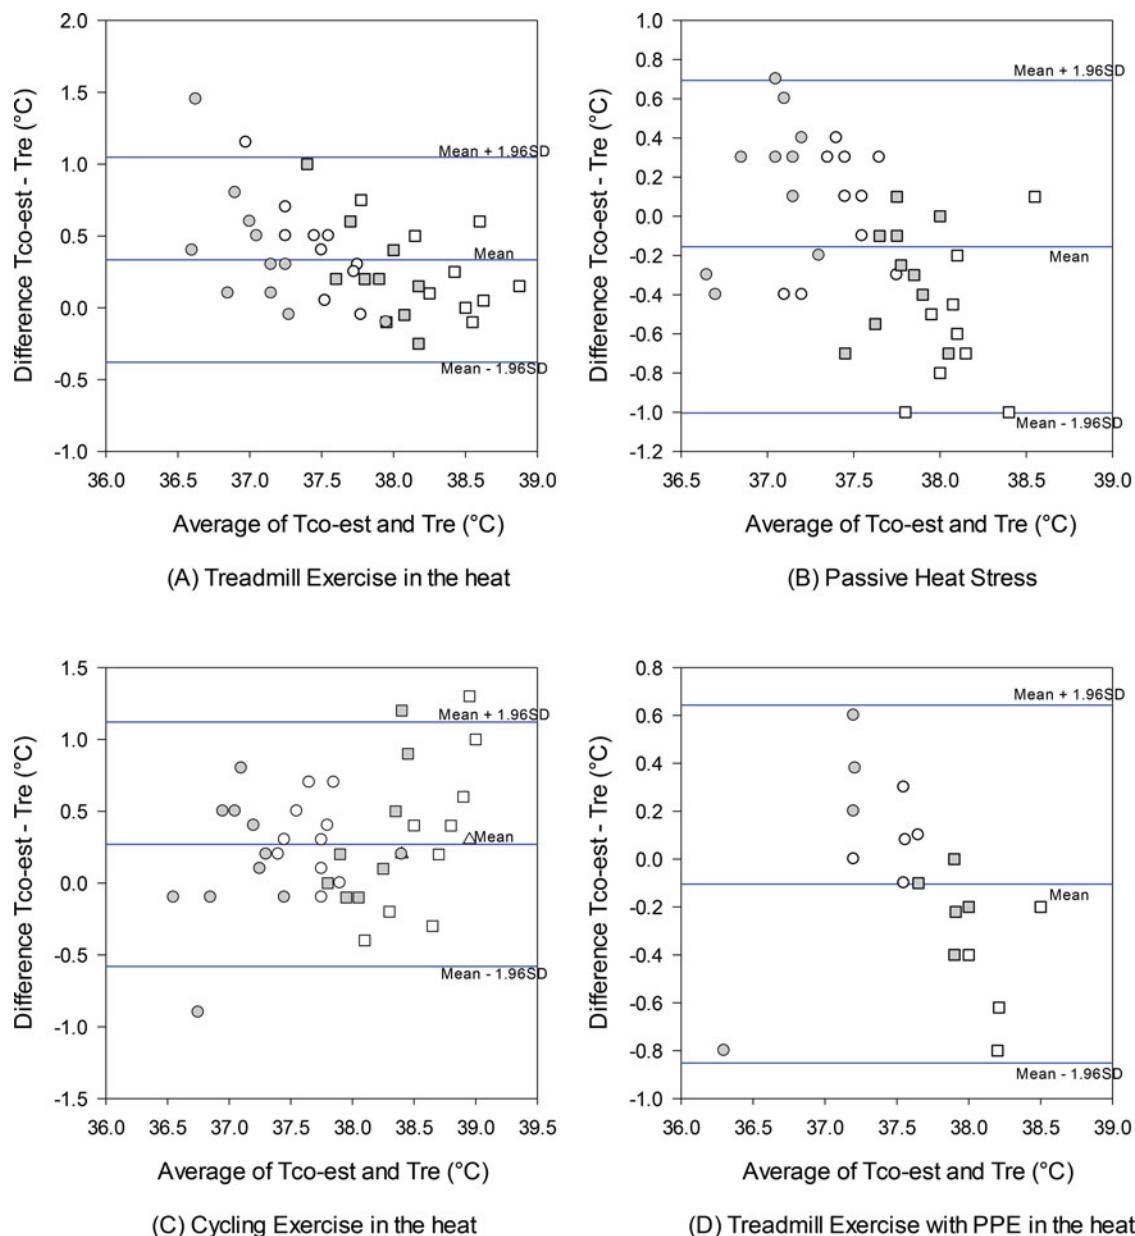 2.0
1.5
1.0
0.5
0.0
-0.5
-1.0
Difference Tco-est - Tre (°C)
Mean + 1.96SD
Mean
Mean - 1.96SD
36.0 36.5 37.0 37.5 38.0 38.5 39.0
Average of Tco-est and Tre (°C)
(A) Treadmill Exercise in the heat
1.0
0.8
0.6
0.4
0.2
0.0
-0.2
-0.4
-0.6
-0.8
-1.0
-1.2
Difference Tco-est - Tre (°C)
Mean + 1.96SD
Mean
Mean - 1.96SD
36.5 37.0 37.5 38.0 38.5 39.0
Average of Tco-est and Tre (°C)
(B) Passive Heat Stress
1.5
1.0
0.5
0.0
-0.5
-1.0
-1.5
Difference Tco-est - Tre (°C)
Mean + 1.96SD
Mean
Mean - 1.96SD
36.0 36.5 37.0 37.5 38.0 38.5 39.0 39.5
Average of Tco-est and Tre (°C)
(C) Cycling Exercise in the heat
0.8
0.6
0.4
0.2
0.0
-0.2
-0.4
-0.6
-0.8
-1.0
Difference Tco-est - Tre (°C)
Mean + 1.96SD
Mean
Mean - 1.96SD
36.0 36.5 37.0 37.5 38.0 38.5 39.0
Average of Tco-est and Tre (°C)
(D) Treadmill Exercise with PPE in the heat